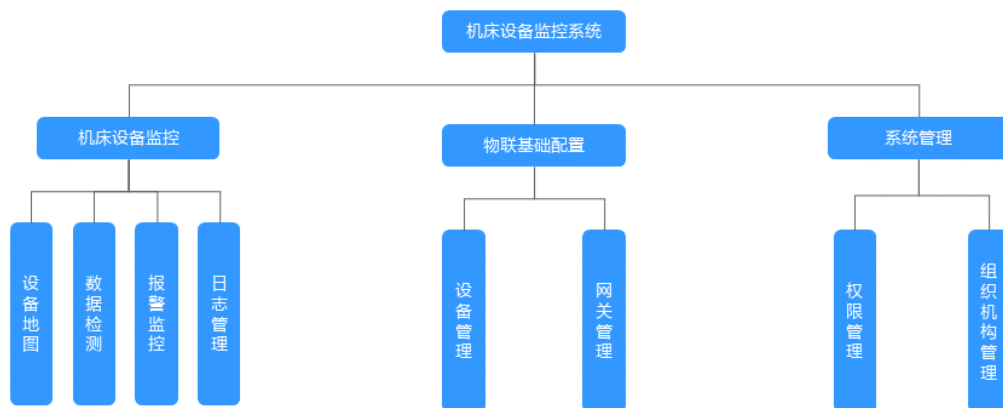 机床设备监控系统
机床设备监控
物联基础配置
系统管理
设备地图
数据检测
报警监控
日志管理
设备管理
网关管理
权限管理
组织机构管理